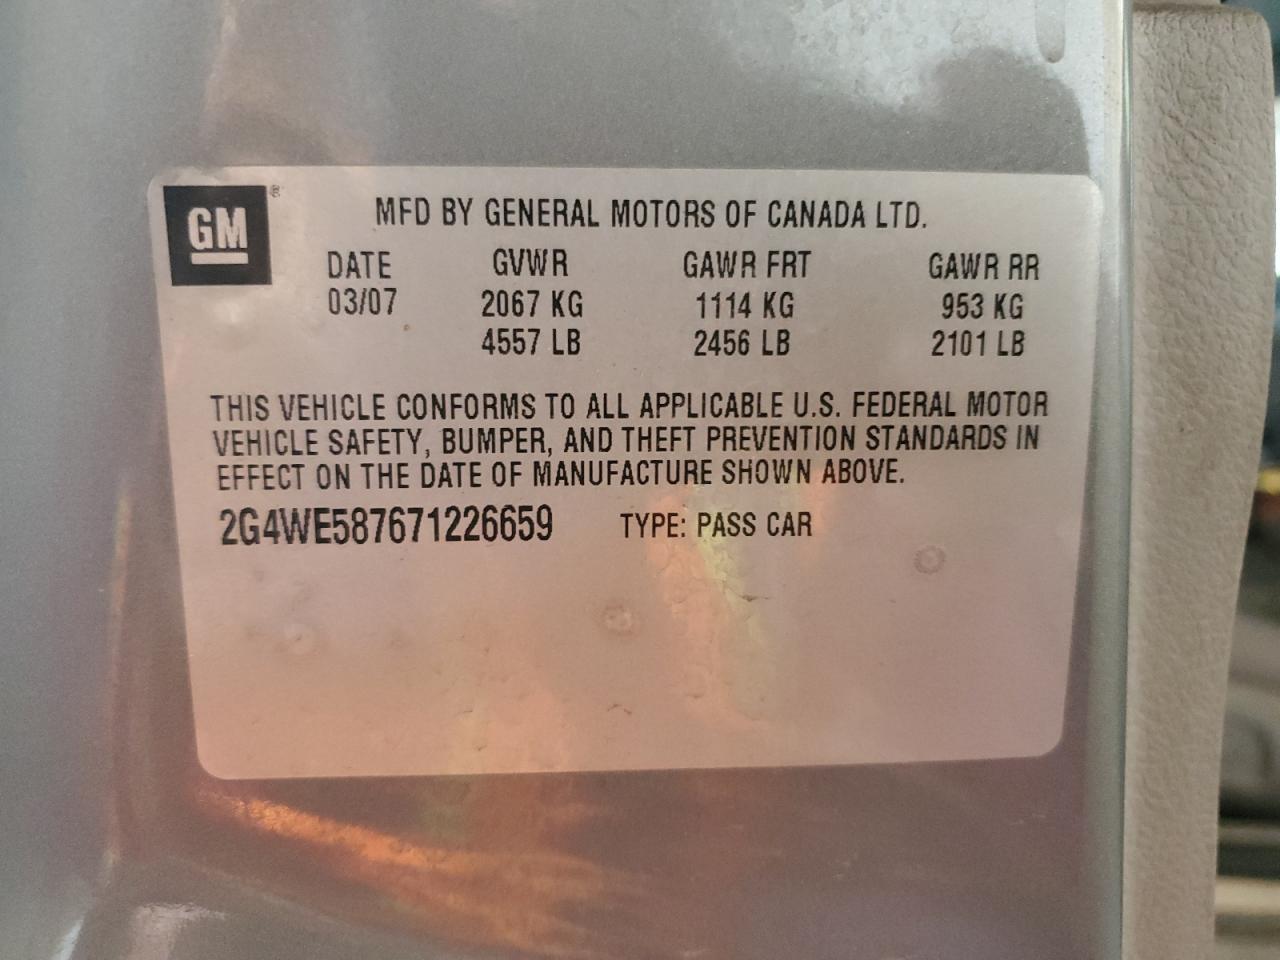 GM ®
MFD BY GENERAL MOTORS OF CANADA LTD.
DATE GVWR GAWR FRT GAWR RR
03/07 2067 KG 1114 KG 953 KG
4557 LB 2456 LB 2101 LB
THIS VEHICLE CONFORMS TO ALL APPLICABLE U.S. FEDERAL MOTOR
VEHICLE SAFETY, BUMPER, AND THEFT PREVENTION STANDARDS IN
EFFECT ON THE DATE OF MANUFACTURE SHOWN ABOVE.
2G4WE587671226659 TYPE: PASS CAR